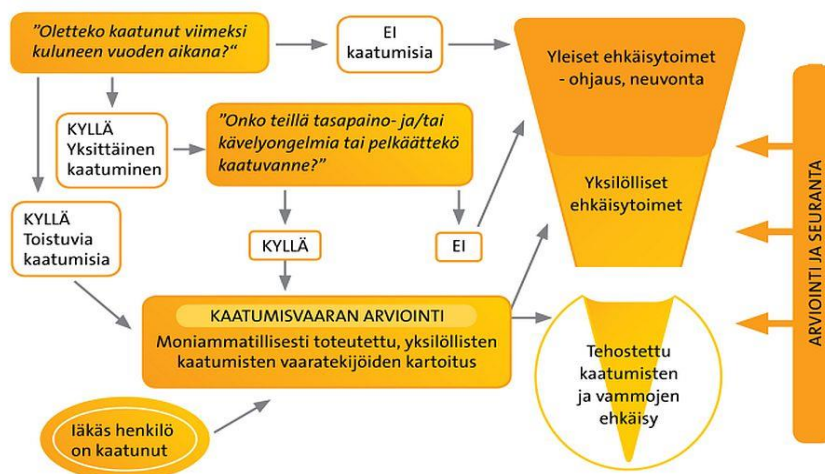 "Oletteko kaatunut viimeksi
kuluneen vuoden aikana?"
EI
kaatumisia
Yleiset ehkäisytoimet
- ohjaus, neuvonta
KYLLÄ
Yksittäinen
kaatuminen
"Onko teillä tasapaino- ja/tai
kävelyongelmia tai pelkäättekö
kaatuvanne?"
Yksilölliset
ehkäisytoimet
KYLLÄ
Toistuvia
kaatumisia
KYLLÄ
EI
KAATUMISVAARAN ARVIOINTI
Moniammatillisesti toteutettu, yksilöllisten
kaatumisten vaaratekijöiden kartoitus
Tehostettu
kaatumisten
ja vammojen
ehkäisy
Iäkäs henkilö
on kaatunut
ARVIOINTI JA SEURANTA